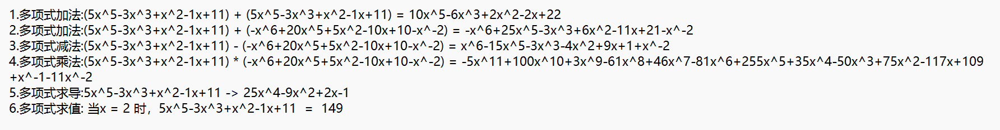 1.多项式加法:(5x^5-3x^3+x^2-1x+11) + (5x^5-3x^3+x^2-1x+11) = 10x^5-6x^3+2x^2-2x+22
2.多项式加法:(5x^5-3x^3+x^2-1x+11) + (-x^6+20x^5+5x^2-10x+10-x^-2) = -x^6+25x^5-3x^3+6x^2-11x+21-x^-2
3.多项式减法:(5x^5-3x^3+x^2-1x+11) - (-x^6+20x^5+5x^2-10x+10-x^-2) = x^6-15x^5-3x^3-4x^2+9x+1+x^-2
4.多项式乘法:(5x^5-3x^3+x^2-1x+11) * (-x^6+20x^5+5x^2-10x+10-x^-2) = -5x^11+100x^10+3x^9-61x^8+46x^7-81x^6+255x^5+35x^4-50x^3+75x^2-117x+109
+x^-1-11x^-2
5.多项式求导:5x^5-3x^3+x^2-1x+11 -> 25x^4-9x^2+2x-1
6.多项式求值: 当x = 2 时，5x^5-3x^3+x^2-1x+11 = 149